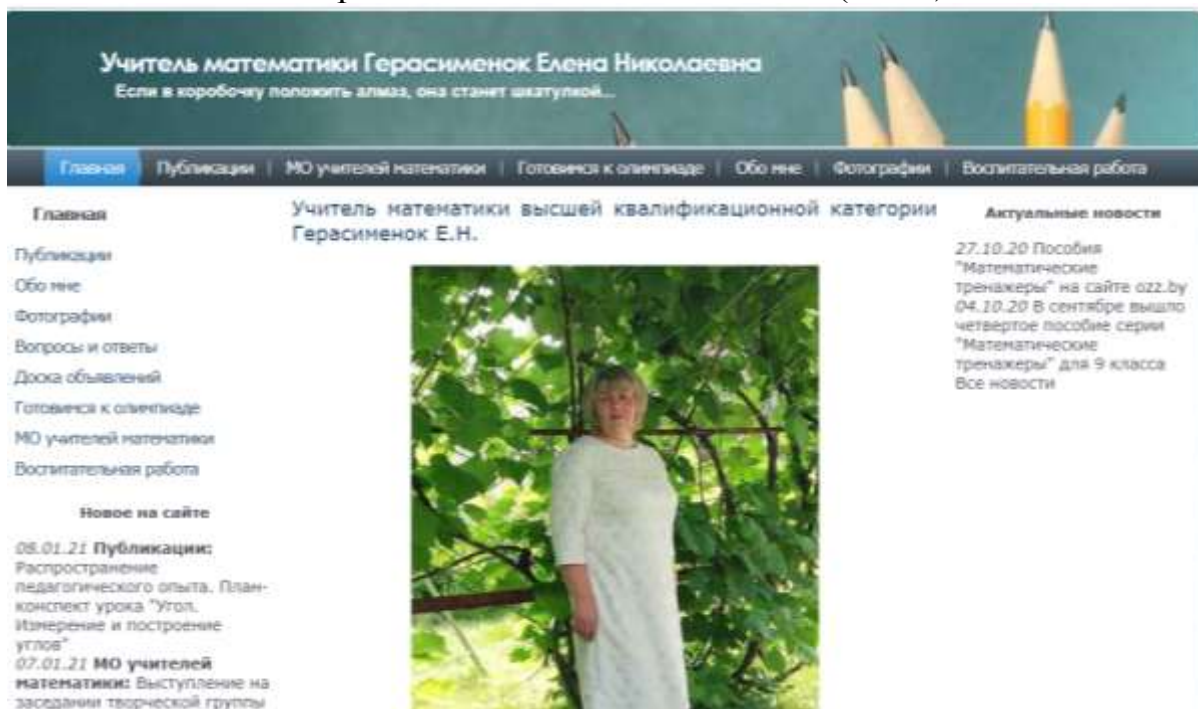 Учитель математики Герасименок Елена Николаевна
Если в коробочку положить алмаз, она станет шкатулкой...
Главная Публикации | МО учителей математики | Готовимся к олимпиаде | Обо мне | Фотографии | Воспитательная работа
Главная
Публикации
Обо мне
Фотографии
Вопросы и ответы
Доска объявлений
Готовимся к олимпиаде
МО учителей математики
Воспитательная работа
Новое на сайте
08.01.21 Публикации:
Распространение
педагогического опыта. План-
конспект урока "Угол.
Измерение и построение
углов"
07.01.21 МО учителей
математики: Выступление на
заседании творческой группы
Учитель математики высшей квалификационной категории
Герасименок Е.Н.
Актуальные новости
27.10.20 Пособия
"Математические
тренажеры" на сайте ozz.by
04.10.20 В сентябре вышло
четвертое пособие серии
"Математические
тренажеры" для 9 класса
Все новости